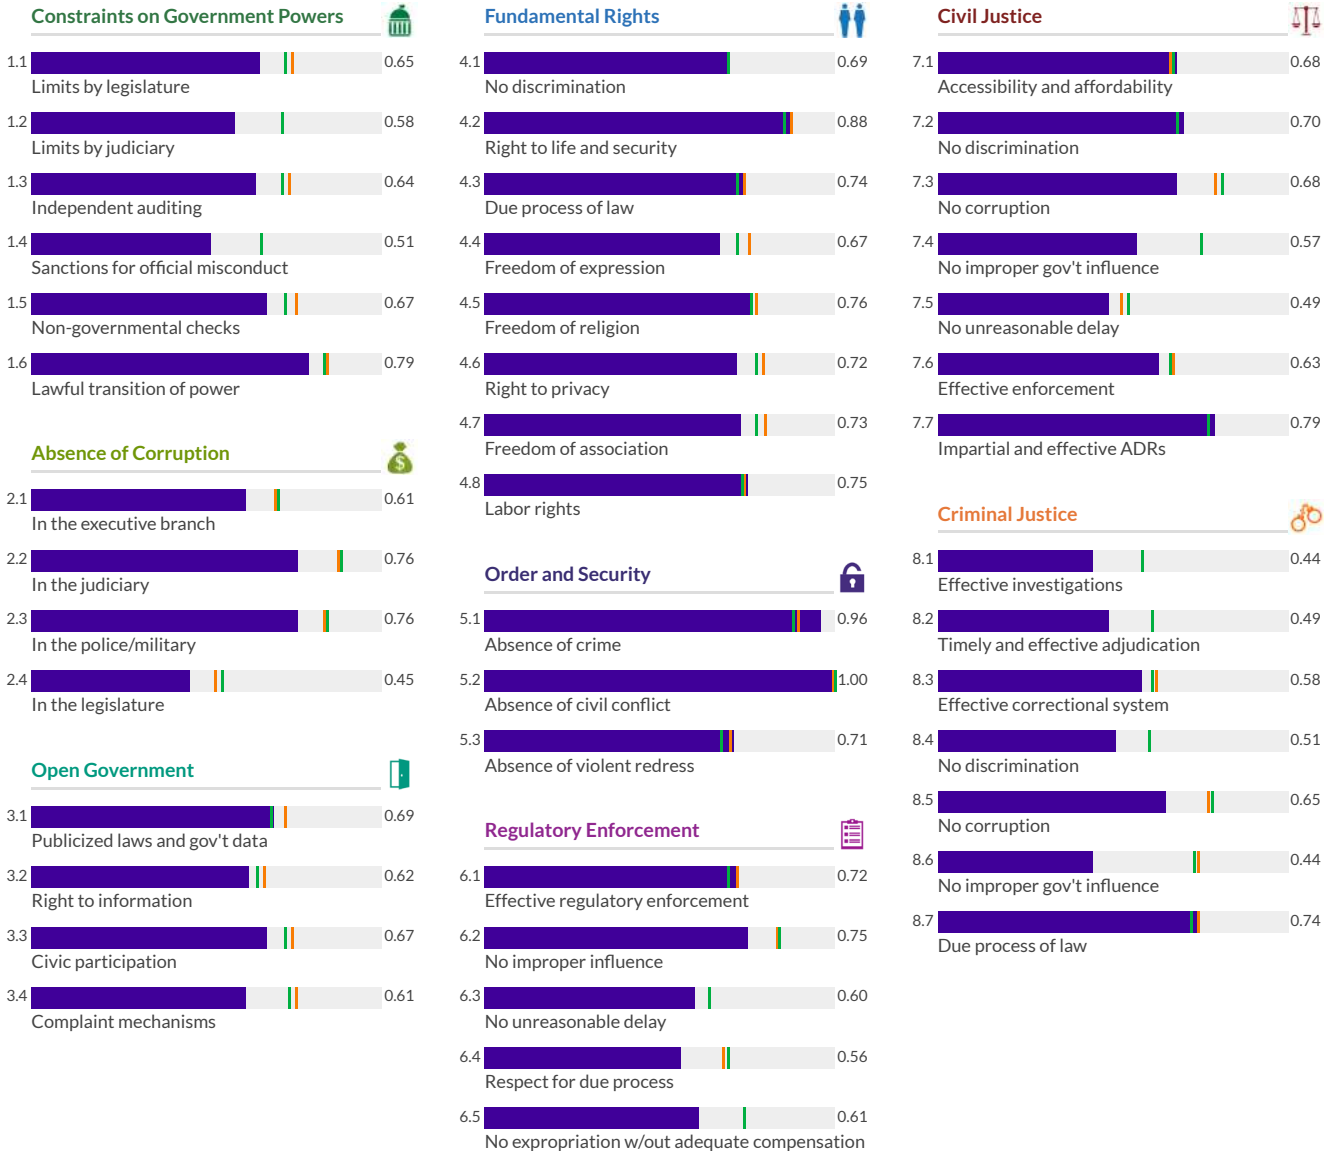 Constraints on Government Powers
1.1 0.65
Limits by legislature
1.2 0.58
Limits by judiciary
1.3 0.64
Independent auditing
1.4 0.51
Sanctions for official misconduct
1.5 0.67
Non-governmental checks
1.6 0.79
Lawful transition of power
Absence of Corruption
2.1 0.61
In the executive branch
2.2 0.76
In the judiciary
2.3 0.76
In the police/military
2.4 0.45
In the legislature
Open Government
3.1 0.69
Publicized laws and gov't data
3.2 0.62
Right to information
3.3 0.67
Civic participation
3.4 0.61
Complaint mechanisms
Fundamental Rights
4.1 0.69
No discrimination
4.2 0.88
Right to life and security
4.3 0.74
Due process of law
4.4 0.67
Freedom of expression
4.5 0.76
Freedom of religion
4.6 0.72
Right to privacy
4.7 0.73
Freedom of association
4.8 0.75
Labor rights
Order and Security
5.1 0.96
Absence of crime
5.2 1.00
Absence of civil conflict
5.3 0.71
Absence of violent redress
Regulatory Enforcement
6.1 0.72
Effective regulatory enforcement
6.2 0.75
No improper influence
6.3 0.60
No unreasonable delay
6.4 0.56
Respect for due process
6.5 0.61
No expropriation w/out adequate compensation
Civil Justice
7.1 0.68
Accessibility and affordability
7.2 0.70
No discrimination
7.3 0.68
No corruption
7.4 0.57
No improper gov't influence
7.5 0.49
No unreasonable delay
7.6 0.63
Effective enforcement
7.7 0.79
Impartial and effective ADRs
Criminal Justice
8.1 0.44
Effective investigations
8.2 0.49
Timely and effective adjudication
8.3 0.58
Effective correctional system
8.4 0.51
No discrimination
8.5 0.65
No corruption
8.6 0.44
No improper gov't influence
8.7 0.74
Due process of law